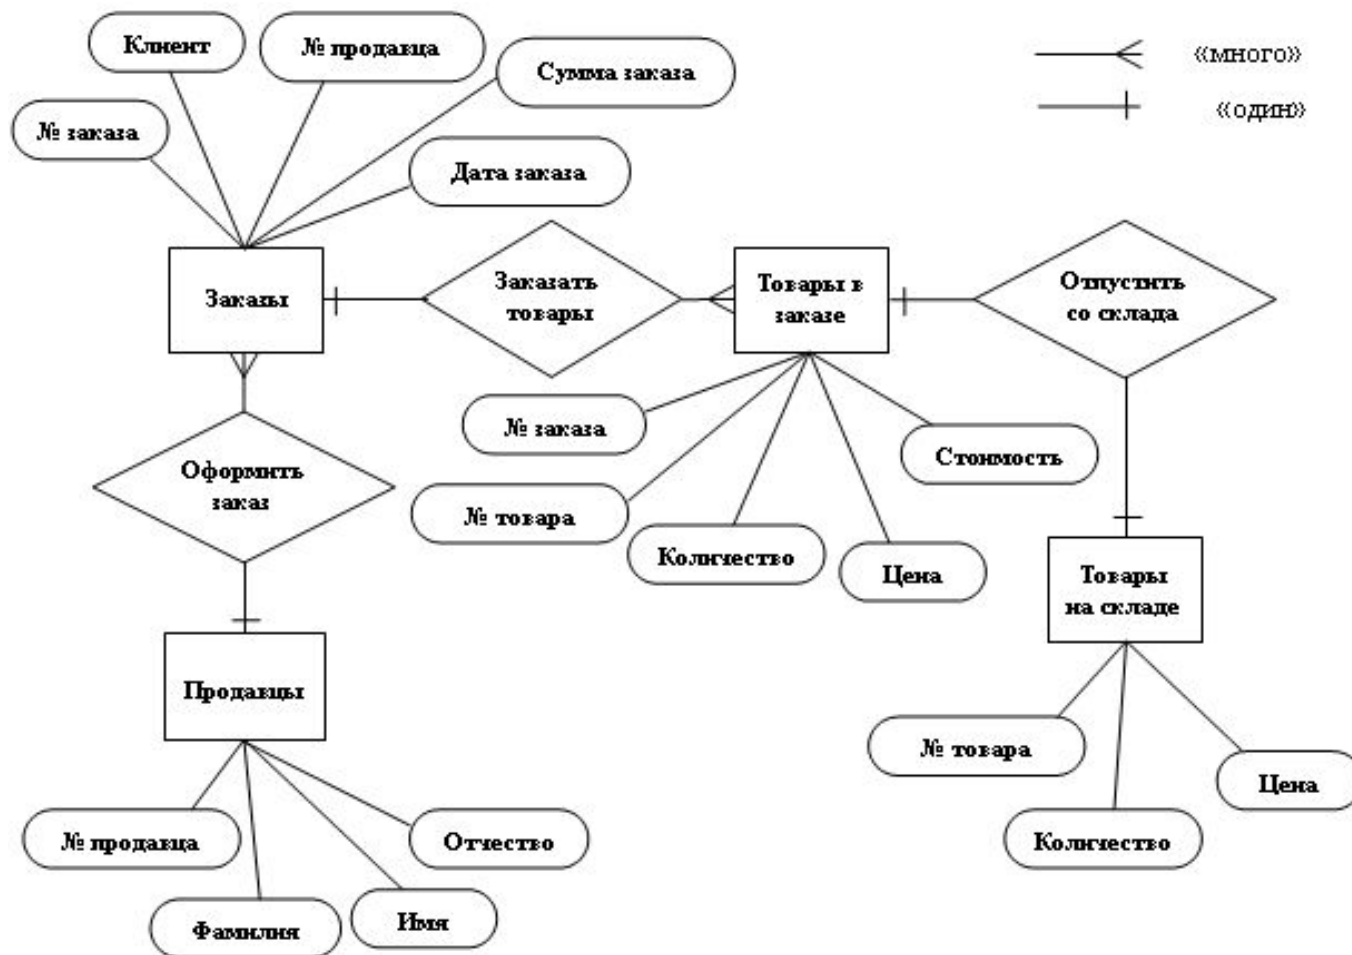 Клиент
№ продавца
Сумма заказа
№ заказа
Дата заказа
«много»
«один»
Заказы
Заказать
товары
Товары в
заказе
Отпустить
со склада
№ заказа
Стоимость
№ товара
Количество
Цена
Оформить
заказ
Товары
на складе
Продавцы
№ товара
Цена
Количество
№ продавца
Отчество
Фамилия
Имя